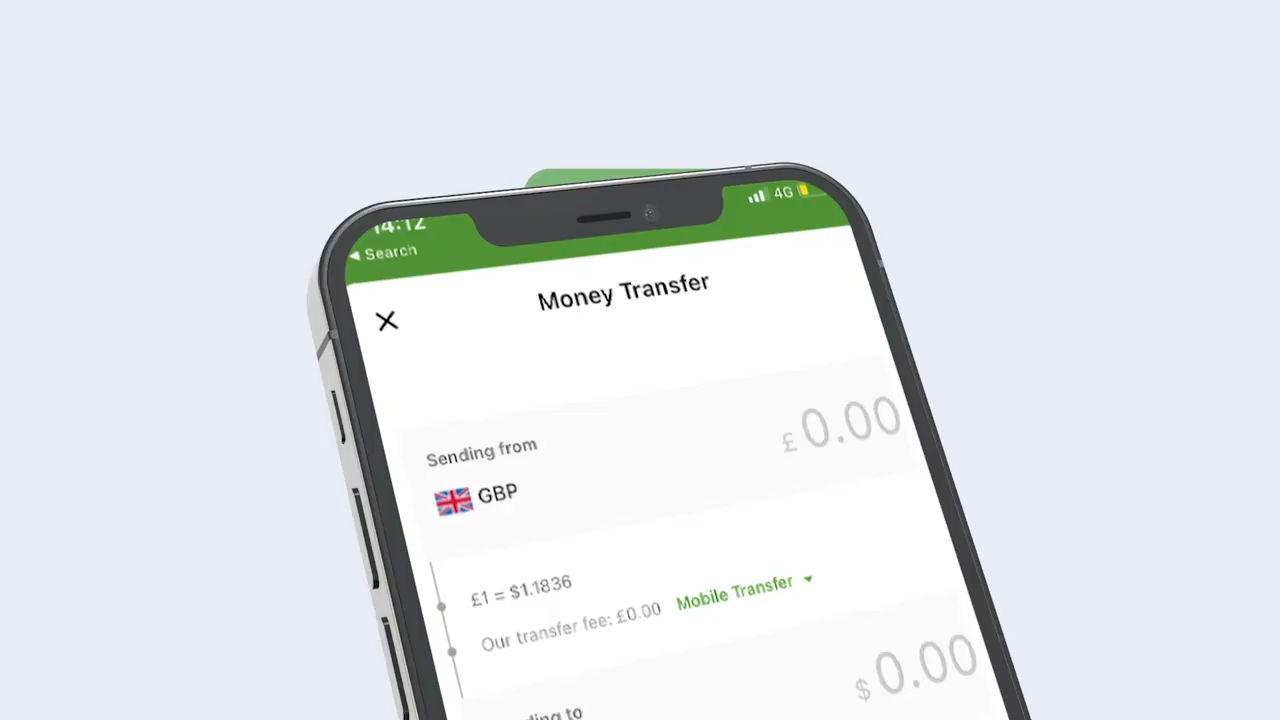 14:12
4G
◀ Search
Money Transfer
Sending from
£ 0.00
GBP
£1 = $1.1836
Our transfer fee: £0.00 Mobile Transfer
$ 0.00
to